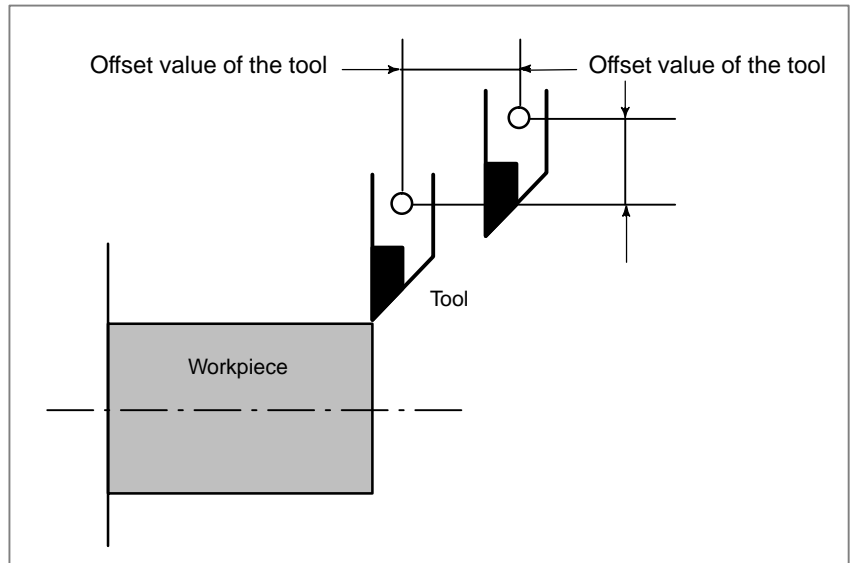 Offset value of the tool
Offset value of the tool
Tool
Workpiece